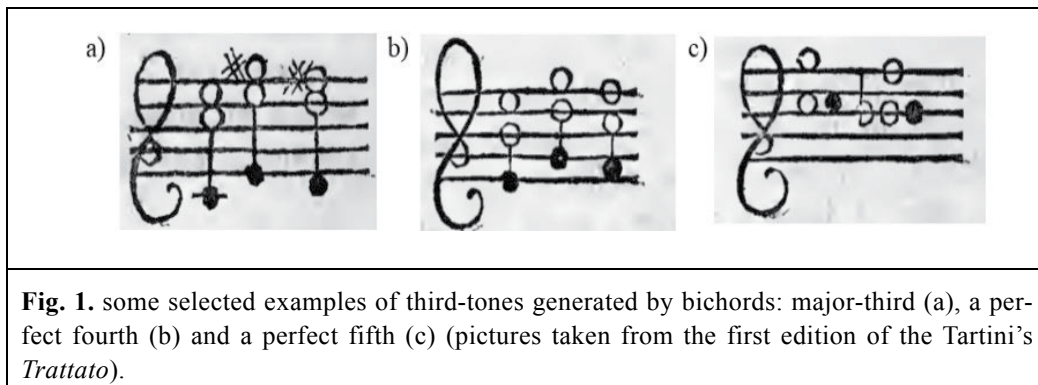 a) b) c)
Fig. 1. some selected examples of third-tones generated by bichords: major-third (a), a per-
fect fourth (b) and a perfect fifth (c) (pictures taken from the first edition of the Tartini’s
Trattato).